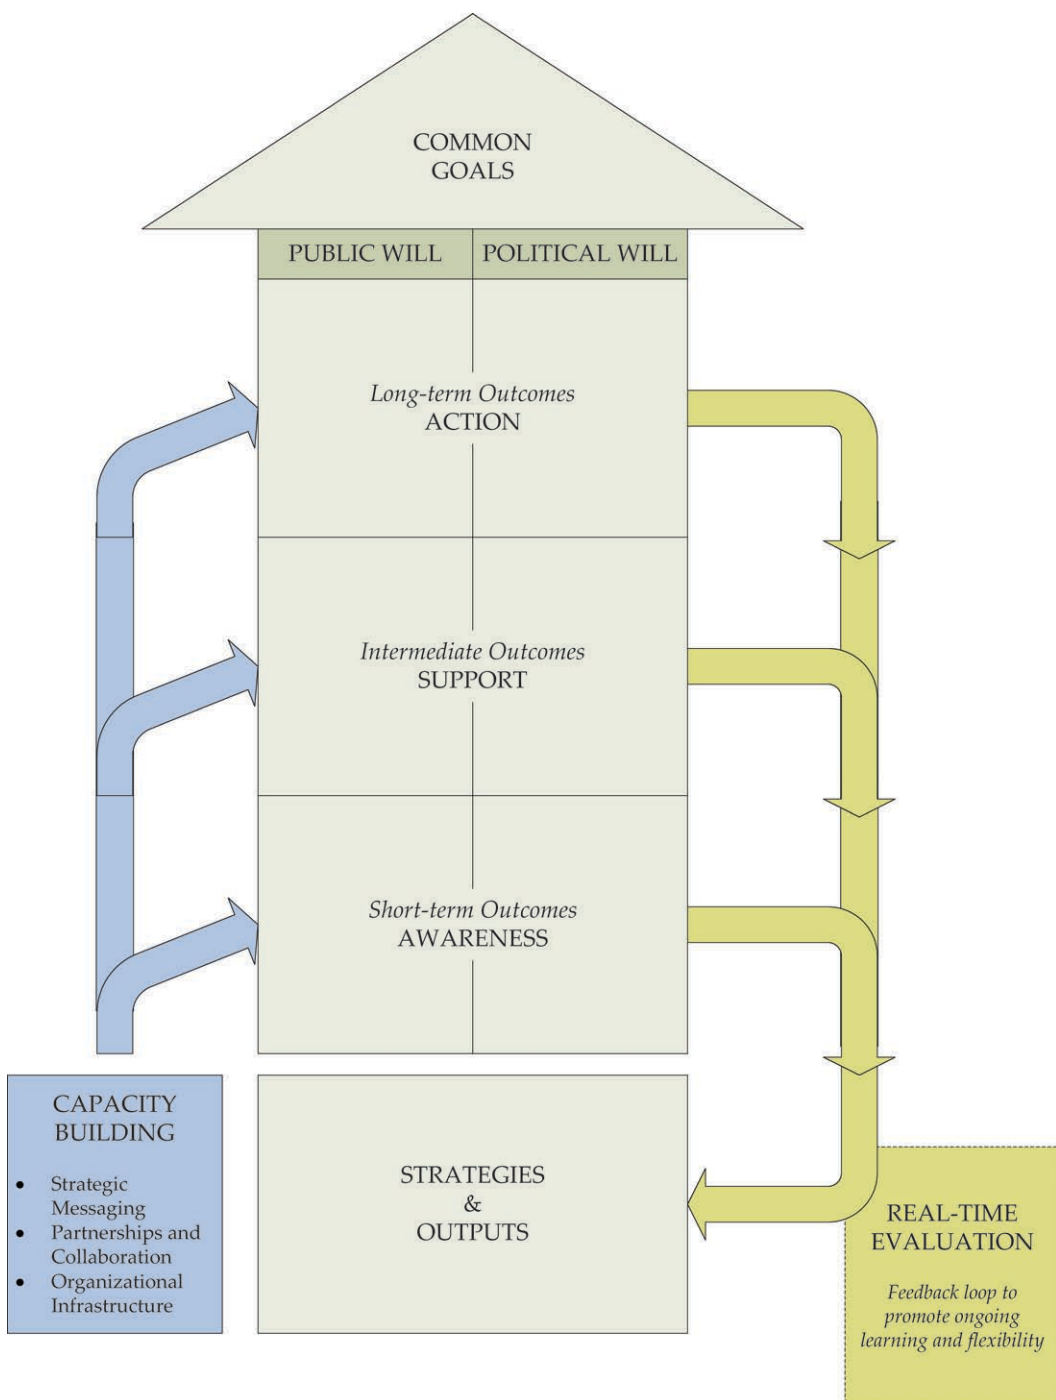 COMMON
GOALS
PUBLIC WILL
POLITICAL WILL
Long-term Outcomes
ACTION
Intermediate Outcomes
SUPPORT
Short-term Outcomes
AWARENESS
CAPACITY
BUILDING
• Strategic
Messaging
• Partnerships and
Collaboration
• Organizational
Infrastructure
STRATEGIES
&
OUTPUTS
REAL-TIME
EVALUATION
Feedback loop to
promote ongoing
learning and flexibility